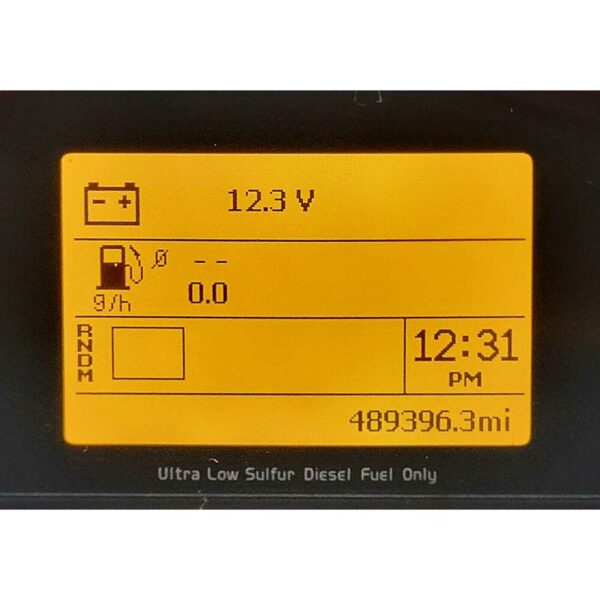 12.3 V
Ø --
g/h 0.0
RNDM
12:31
PM
489396.3mi
Ultra Low Sulfur Diesel Fuel Only